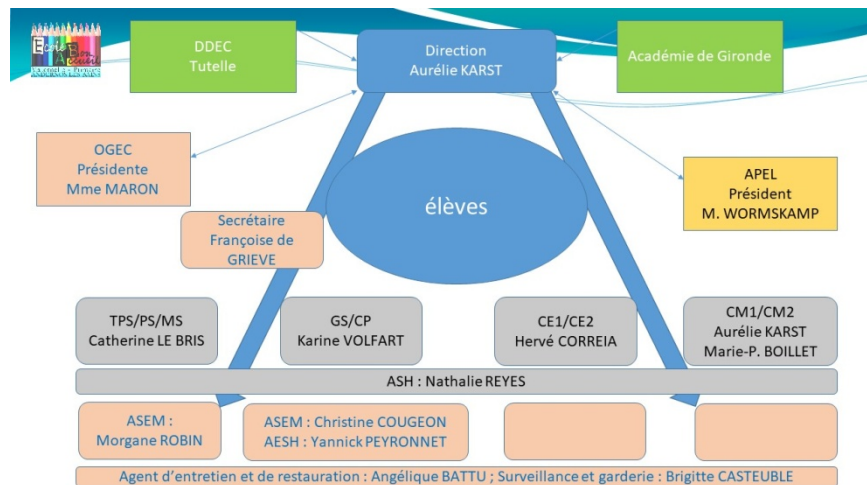 Ecole
Bon
Accueil
DDEC
Tutelle
Direction
Aurélie KARST
Académie de Gironde
OGEC
Présidente
Mme MARON
APEL
Président
M. WORMSKAMP
élèves
Secrétaire
Françoise de
GRIEVE
TPS/PS/MS
Catherine LE BRIS
GS/CP
Karine VOLFART
CE1/CE2
Hervé CORREIA
CM1/CM2
Aurélie KARST
Marie-P. BOILLET
ASH : Nathalie REYES
ASEM :
Morgane ROBIN
ASEM : Christine COUGEON
AESH : Yannick PEYRONNET
Agent d'entretien et de restauration : Angélique BATTU ; Surveillance et garderie : Brigitte CASTEUBLE